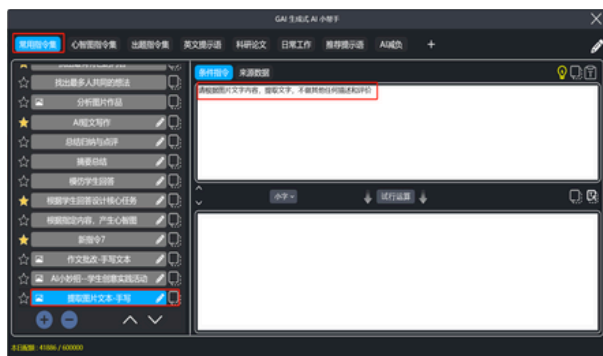 GAI 生成式 AI 小帮手
常用指令集 心智图指令集 出题指令集 英文提示语 科研论文 日常工作 推荐提示语 AI减负 +
条件指令 来源数据
请根据图片文字内容,提取文字,不做其他任何描述和评价
找出最多人共同的想法
分析图片作品
AI短文写作
总结归纳与点评
摘要总结
模仿学生回答
根据学生回答设计核心任务
根据指定内容,产生心智图
新指令7
作文批改-手写文本
AI小妙招--学生创意实践活动
提取图片文本-手写
小字
试行运算
本日配额: 41886 / 600000